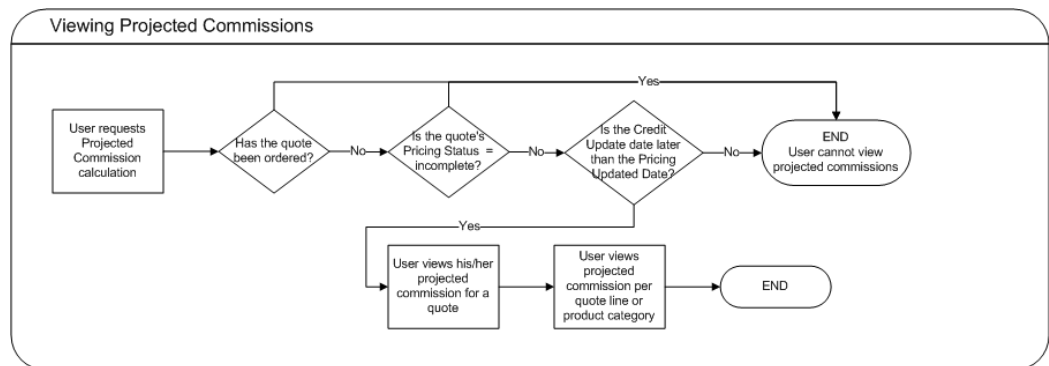 Viewing Projected Commissions
Yes
User requests
Projected
Commission
calculation
Has the quote
been ordered?
No
Is the quote's
Pricing Status =
incomplete?
No
Is the Credit
Update date later
than the Pricing
Updated Date?
No
END
User cannot view
projected commissions
Yes
User views his/her
projected
commission for a
quote
User views
projected
commission per
quote line or
product category
END